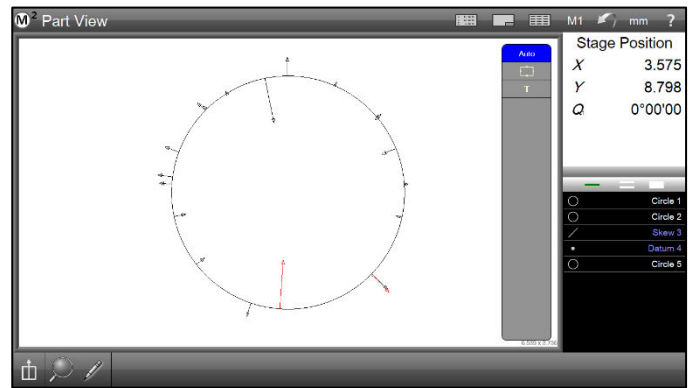 M² Part View
M1 mm ?
Auto
T
Stage Position
X 3.575
Y 8.798
Q 0°00'00
Circle 1
Circle 2
Skew 3
Datum 4
Circle 5